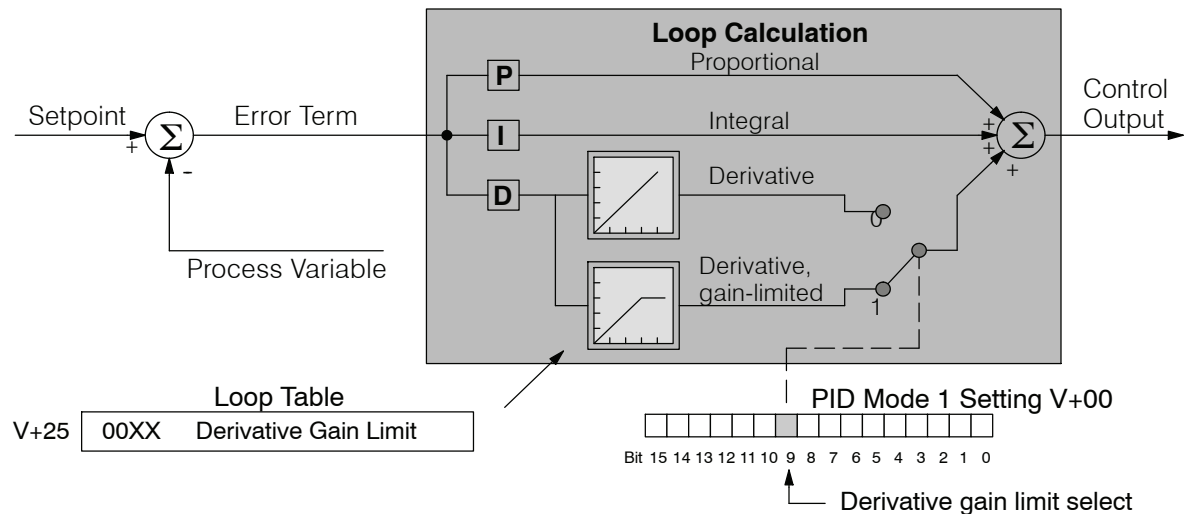 Loop Calculation
P
Proportional
Setpoint
+
Σ
-
Error Term
I
Integral
+
+
+
Σ
Control
Output
D
Derivative
0
Process Variable
Derivative,
gain-limited
1
Loop Table
V+25 00XX Derivative Gain Limit
PID Mode 1 Setting V+00
Bit 15 14 13 12 11 10 9 8 7 6 5 4 3 2 1 0
Derivative gain limit select